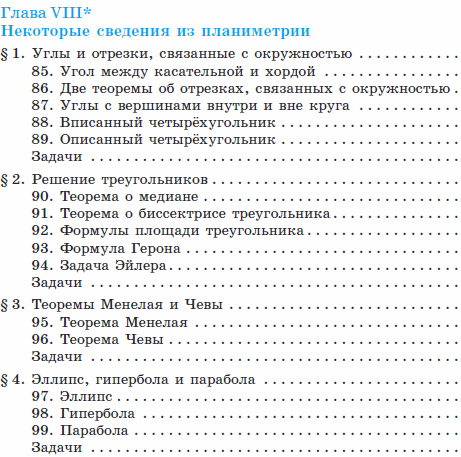 Глава VIII*
Некоторые сведения из планиметрии
§ 1. Углы и отрезки, связанные с окружностью . . . . . . . . . . . .
85. Угол между касательной и хордой . . . . . . . . . . . . . . . .
86. Две теоремы об отрезках, связанных с окружностью .
87. Углы с вершинами внутри и вне круга . . . . . . . . . . . .
88. Вписанный четырёхугольник . . . . . . . . . . . . . . . . . . . . .
89. Описанный четырёхугольник . . . . . . . . . . . . . . . . . . . . .
Задачи . . . . . . . . . . . . . . . . . . . . . . . . . . . . . . . . . . . . . . . . . .
§ 2. Решение треугольников . . . . . . . . . . . . . . . . . . . . . . . . . . . . .
90. Теорема о медиане . . . . . . . . . . . . . . . . . . . . . . . . . . . . . .
91. Теорема о биссектрисе треугольника . . . . . . . . . . . . . .
92. Формулы площади треугольника . . . . . . . . . . . . . . . . .
93. Формула Герона . . . . . . . . . . . . . . . . . . . . . . . . . . . . . . . .
94. Задача Эйлера . . . . . . . . . . . . . . . . . . . . . . . . . . . . . . . . .
Задачи . . . . . . . . . . . . . . . . . . . . . . . . . . . . . . . . . . . . . . . . . .
§ 3. Теоремы Менелая и Чевы . . . . . . . . . . . . . . . . . . . . . . . . . . .
95. Теорема Менелая . . . . . . . . . . . . . . . . . . . . . . . . . . . . . . .
96. Теорема Чевы . . . . . . . . . . . . . . . . . . . . . . . . . . . . . . . . . .
Задачи . . . . . . . . . . . . . . . . . . . . . . . . . . . . . . . . . . . . . . . . . .
§ 4. Эллипс, гипербола и парабола . . . . . . . . . . . . . . . . . . . . . . .
97. Эллипс . . . . . . . . . . . . . . . . . . . . . . . . . . . . . . . . . . . . . . . .
98. Гипербола . . . . . . . . . . . . . . . . . . . . . . . . . . . . . . . . . . . . .
99. Парабола . . . . . . . . . . . . . . . . . . . . . . . . . . . . . . . . . . . . . .
Задачи . . . . . . . . . . . . . . . . . . . . . . . . . . . . . . . . . . . . . . . . . .